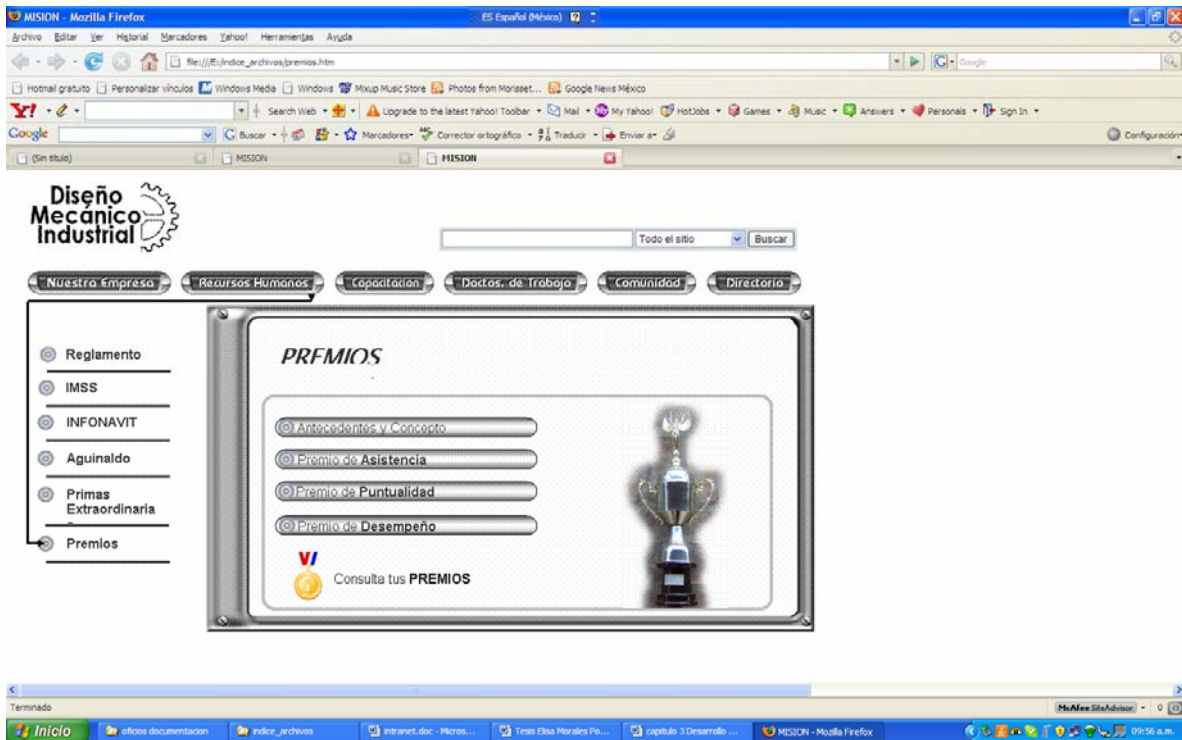 MISION - Mozilla Firefox
ES Español (México)
Archivo Editar Ver Historial Marcadores Yahoo! Herramientas Ayuda
file:///E:/indice_archivos/premios.htm
Google
Hotmail gratuito Personalizar vínculos Windows Media Windows Mixup Music Store Photos from Morisset... Google News México
Y! Search Web Upgrade to the latest Yahoo! Toolbar Mail My Yahoo! HotJobs Games Music Answers Personals Sign In
Google Buscar Marcadores Corrector ortográfico Traducir Enviar a Configuración
(Sin título) MISION MISION
Diseño
Mecánico
Industrial
Todo el sitio Buscar
Nuestra Empresa Recursos Humanos Capacitacion Doctos. de Trabajo Comunidad Directorio
Reglamento
IMSS
INFONAVIT
Aguinaldo
Primas
Extraordinaria
Premios
PREMIOS
Antecedentes y Concepto
Premio de Asistencia
Premio de Puntualidad
Premio de Desempeño
Consulta tus PREMIOS
Terminado
McAfee SiteAdvisor
Inicio oficios documentacion indice_archivos intranet.doc - Micros... Tesis Elisa Morales Po... capitulo 3 Desarrollo ... MISION - Mozilla Firefox 09:56 a.m.